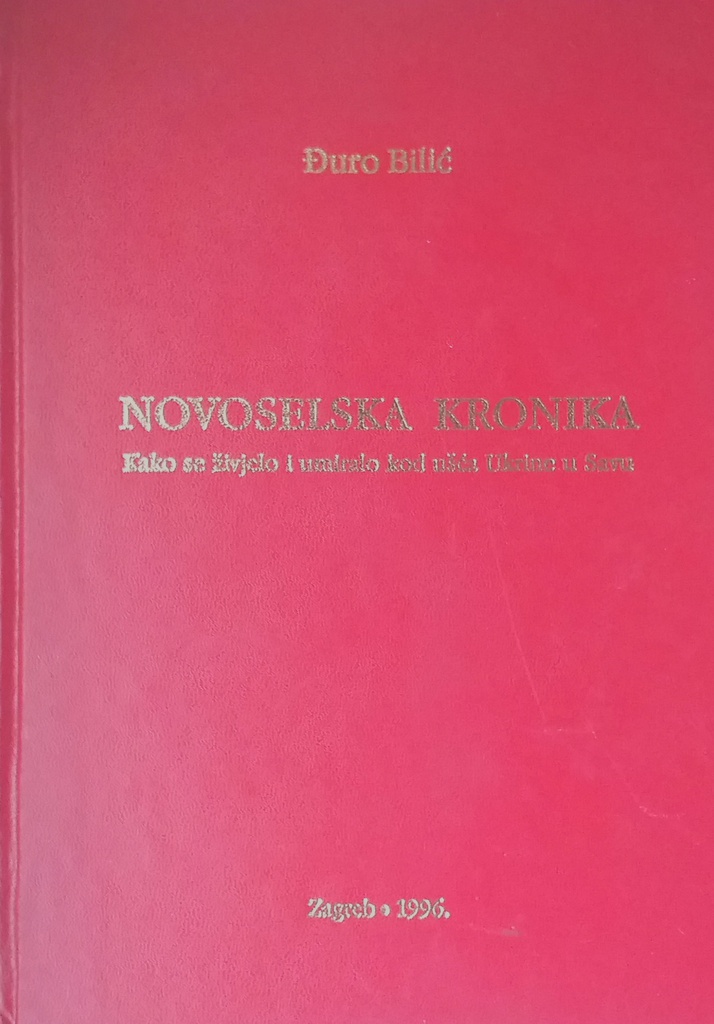 Đuro Bilić
NOVOSELSKA KRONIKA
Kako se živjelo i umiralo kod ušća Ukrine u Savu
Zagreb • 1996.